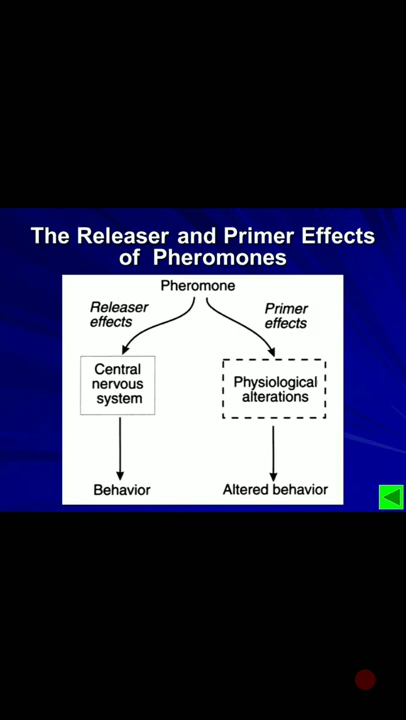 The Releaser and Primer Effects
of Pheromones
Pheromone
Releaser
effects
Primer
effects
Central
nervous
system
Physiological
alterations
Behavior
Altered behavior